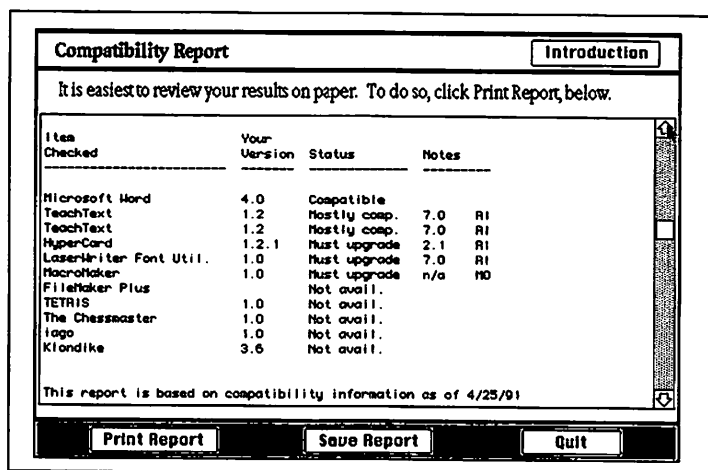 Compatibility Report
Introduction
It is easiest to review your results on paper. To do so, click Print Report, below.
Item Your
Checked Version Status Notes
Microsoft Word 4.0 Compatible
TeachText 1.2 Mostly comp. 7.0 AI
TeachText 1.2 Mostly comp. 7.0 AI
HyperCard 1.2.1 Must upgrade 2.1 AI
LaserWriter Font Util. 1.0 Must upgrade 7.0 AI
MacroMaker 1.0 Must upgrade n/a MO
FileMaker Plus Not avail.
TETRIS 1.0 Not avail.
The Chessmaster 1.0 Not avail.
iago 1.0 Not avail.
Klondike 3.6 Not avail.
This report is based on compatibility information as of 4/25/91
Print Report Save Report Quit